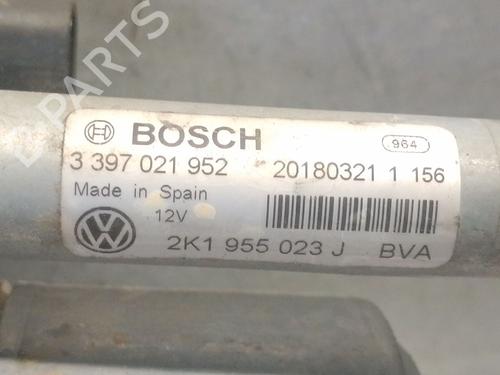 B-PARTS
BOSCH
964
3 397 021 952 20180321 1 156
Made in Spain
12V
2K1 955 023 J BVA